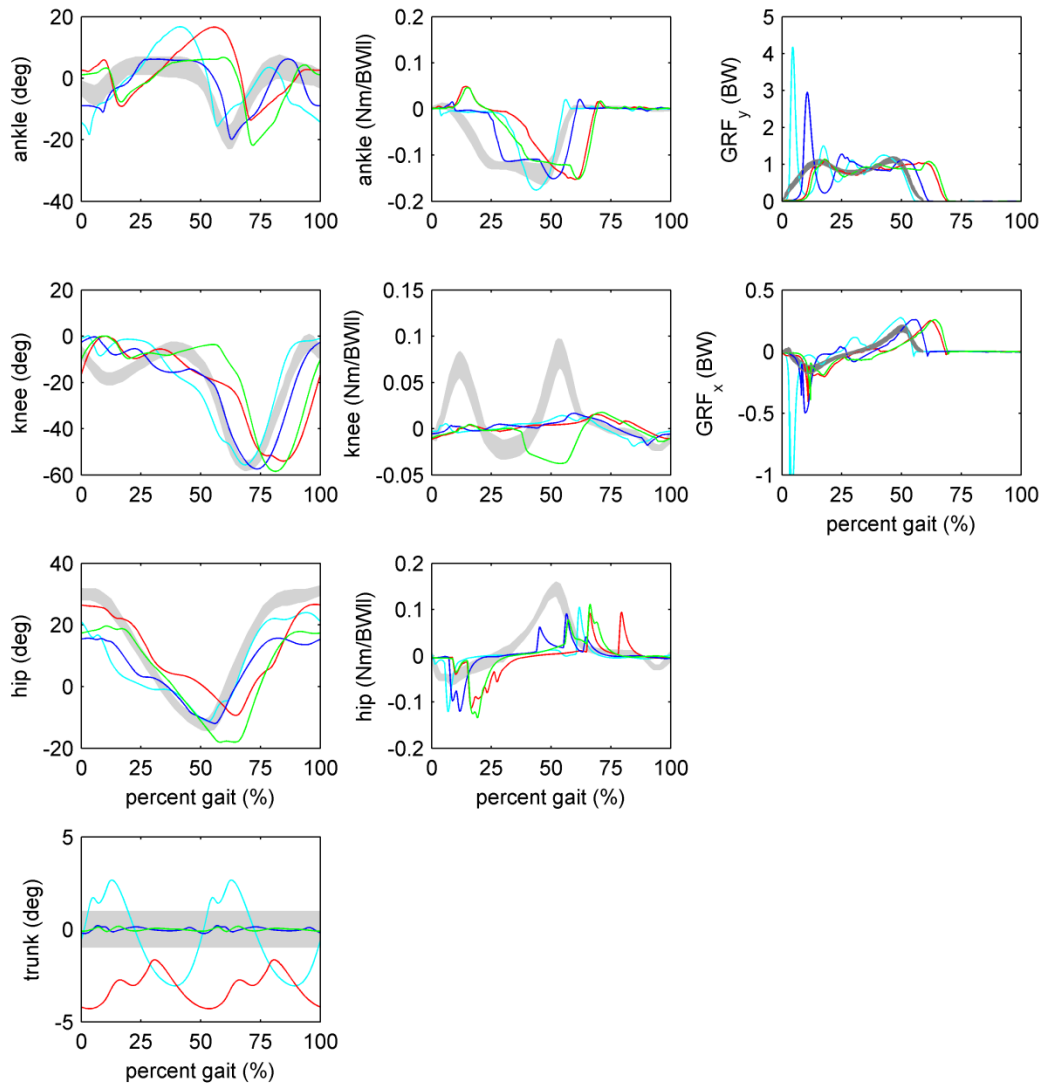 20
0
-20
-40
0 25 50 75 100
ankle (deg)
0.2
0.1
0
-0.1
-0.2
0 25 50 75 100
ankle (Nm/BWll)
5
4
3
2
1
0
0 25 50 75 100
GRFy (BW)
20
0
-20
-40
-60
0 25 50 75 100
knee (deg)
0.15
0.1
0.05
0
-0.05
0 25 50 75 100
knee (Nm/BWll)
0.5
0
-0.5
-1
0 25 50 75 100
GRFx (BW)
percent gait (%)
40
20
0
-20
0 25 50 75 100
hip (deg)
percent gait (%)
0.2
0.1
0
-0.1
-0.2
0 25 50 75 100
hip (Nm/BWll)
percent gait (%)
5
0
-5
0 25 50 75 100
trunk (deg)
percent gait (%)